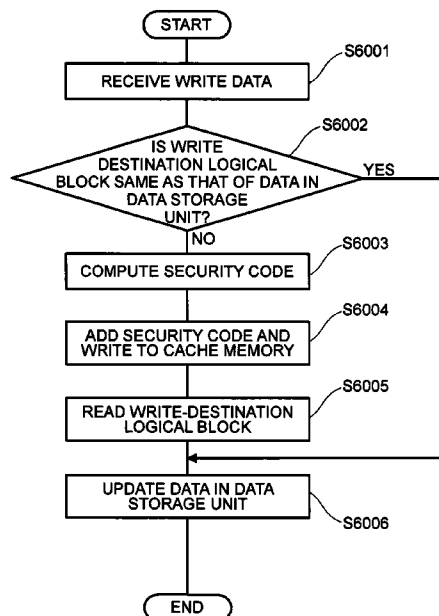 START
S6001
RECEIVE WRITE DATA
S6002
IS WRITE
DESTINATION LOGICAL
BLOCK SAME AS THAT OF DATA IN
DATA STORAGE
UNIT?
YES
NO
S6003
COMPUTE SECURITY CODE
S6004
ADD SECURITY CODE AND
WRITE TO CACHE MEMORY
S6005
READ WRITE-DESTINATION
LOGICAL BLOCK
UPDATE DATA IN DATA
STORAGE UNIT
S6006
END